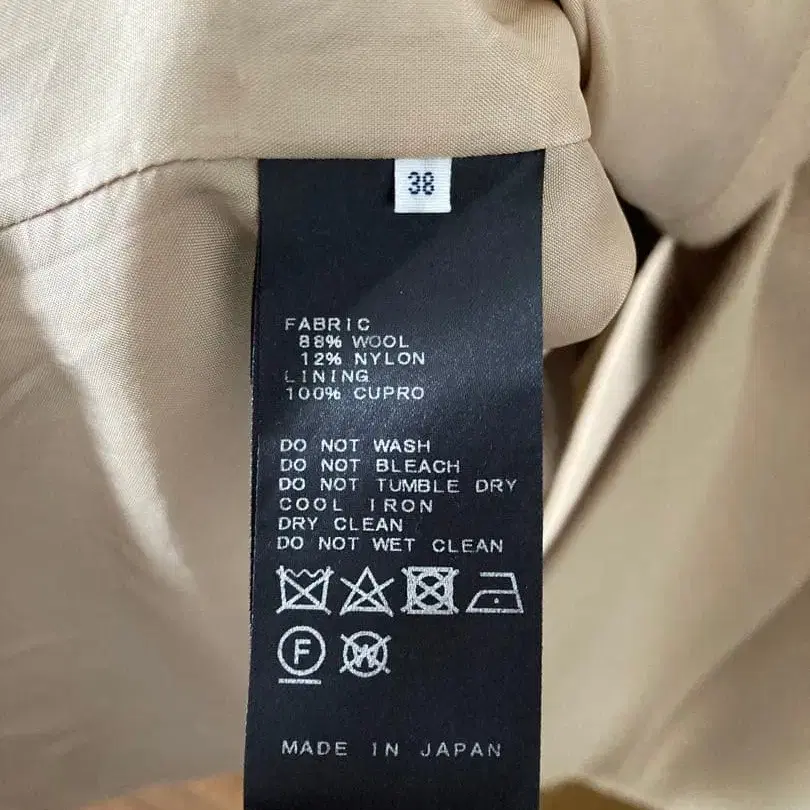 38
FABRIC
88% WOOL
12% NYLON
LINING
100% CUPRO
DO NOT WASH
DO NOT BLEACH
DO NOT TUMBLE DRY
COOL IRON
DRY CLEAN
DO NOT WET CLEAN
F W
MADE IN JAPAN